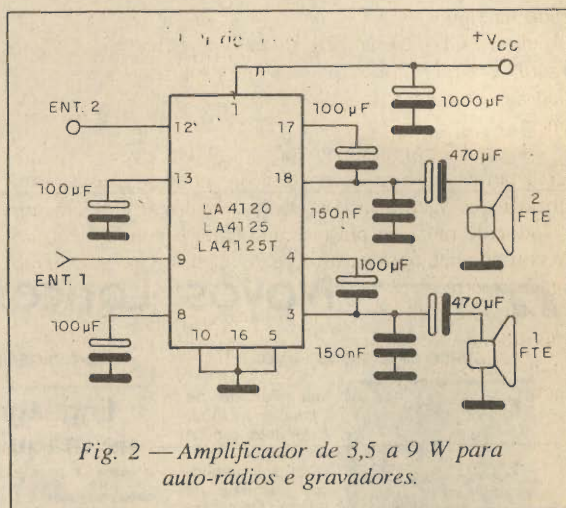 +VCC
1
ENT. 2
12
17
100µF
1000µF
13
18
470µF
100µF
LA4120
LA4125
LA4125T
150nF
2
FTE
ENT. 1
9
4
100µF
470µF
100µF
8
3
10 16 5
150nF
1
FTE
Fig. 2 — Amplificador de 3,5 a 9 W para
auto-rádios e gravadores.